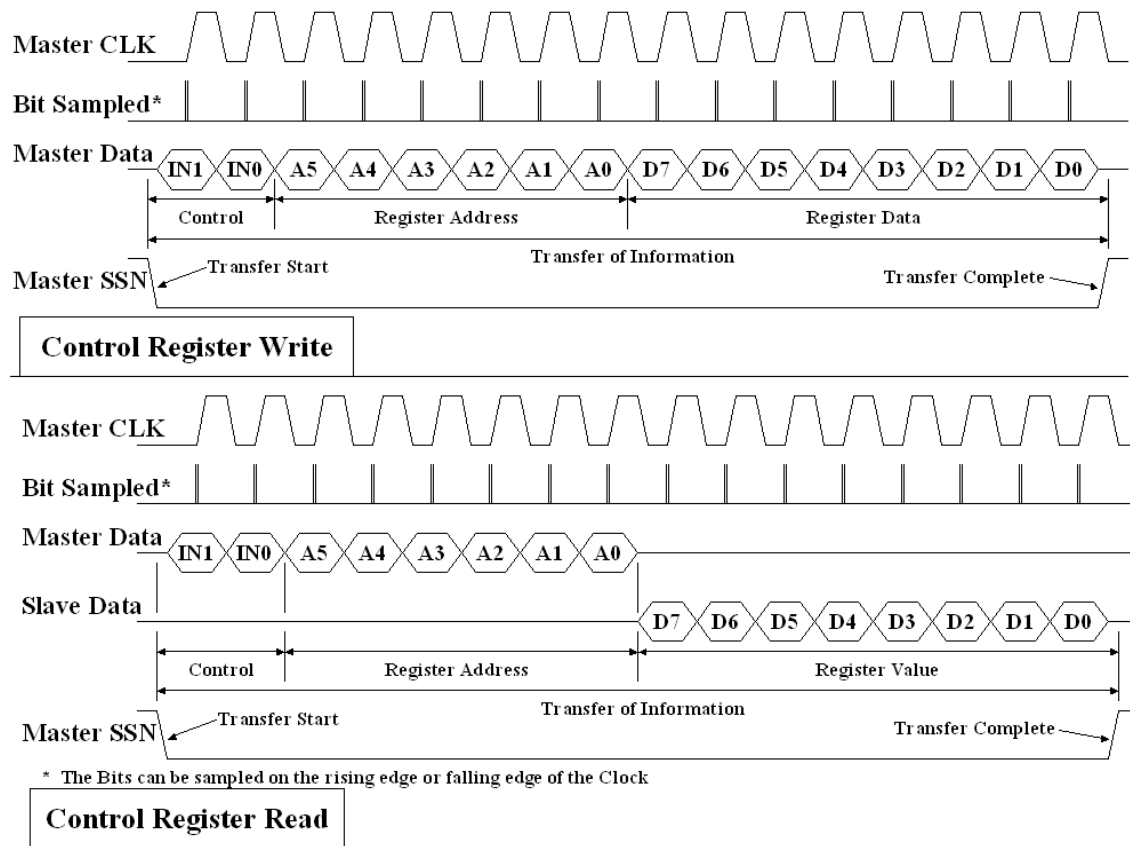 Master CLK
Bit Sampled*
Master Data IN1 IN0 A5 A4 A3 A2 A1 A0 D7 D6 D5 D4 D3 D2 D1 D0
Control Register Address Register Data
Transfer of Information
Transfer Start
Master SSN
Transfer Complete
Control Register Write
Master CLK
Bit Sampled*
Master Data IN1 IN0 A5 A4 A3 A2 A1 A0
Slave Data D7 D6 D5 D4 D3 D2 D1 D0
Control Register Address Register Value
Transfer of Information
Transfer Start
Master SSN
Transfer Complete
* The Bits can be sampled on the rising edge or falling edge of the Clock
Control Register Read